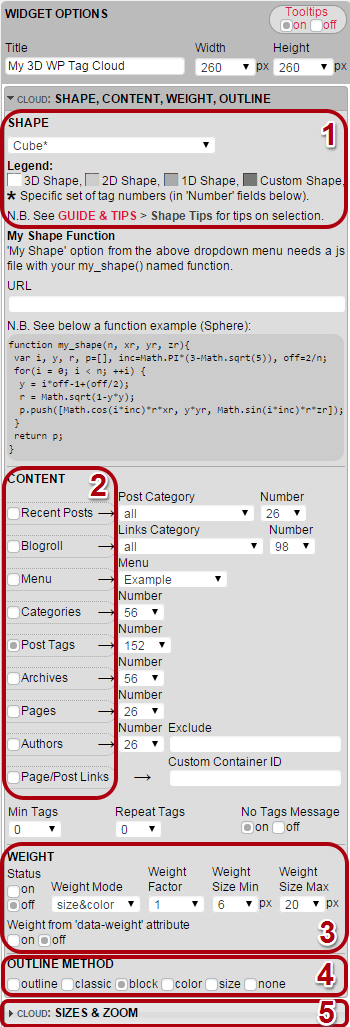 WIDGET OPTIONS
Tooltips
on off
Title Width Height
My 3D WP Tag Cloud 260 px 260 px
CLOUD: SHAPE, CONTENT, WEIGHT, OUTLINE
SHAPE 1
Cube*
Legend:
3D Shape, 2D Shape, 1D Shape, Custom Shape,
* Specific set of tag numbers (in 'Number' fields below).
N.B. See GUIDE & TIPS > Shape Tips for tips on selection.
My Shape Function
'My Shape' option from the above dropdown menu needs a js
file with your my_shape() named function.
URL
N.B. See below a function example (Sphere):
function my_shape(n, xr, yr, zr){
var i, y, r, p=[], inc=Math.PI*(3-Math.sqrt(5)), off=2/n;
for(i = 0; i < n; ++i) {
y = i*off-1+(off/2);
r = Math.sqrt(1-y*y);
p.push([Math.cos(i*inc)*r*xr, y*yr, Math.sin(i*inc)*r*zr]);
}
return p;
}
CONTENT 2
Post Category Number
Recent Posts → all 26
Links Category Number
Blogroll → all 98
Menu
Menu → Example
Number
Categories → 56
Number
Post Tags → 152
Number
Archives → 56
Number
Pages → 26
Number Exclude
Authors → 26
Custom Container ID
Page/Post Links →
Min Tags Repeat Tags No Tags Message
0 0 on off
WEIGHT
Status Weight Weight Weight
on Weight Mode Factor Size Min Size Max
off size&color 1 6 px 20 px
Weight from 'data-weight' attribute
on off 3
OUTLINE METHOD 4
outline classic block color size none
CLOUD: SIZES & ZOOM 5